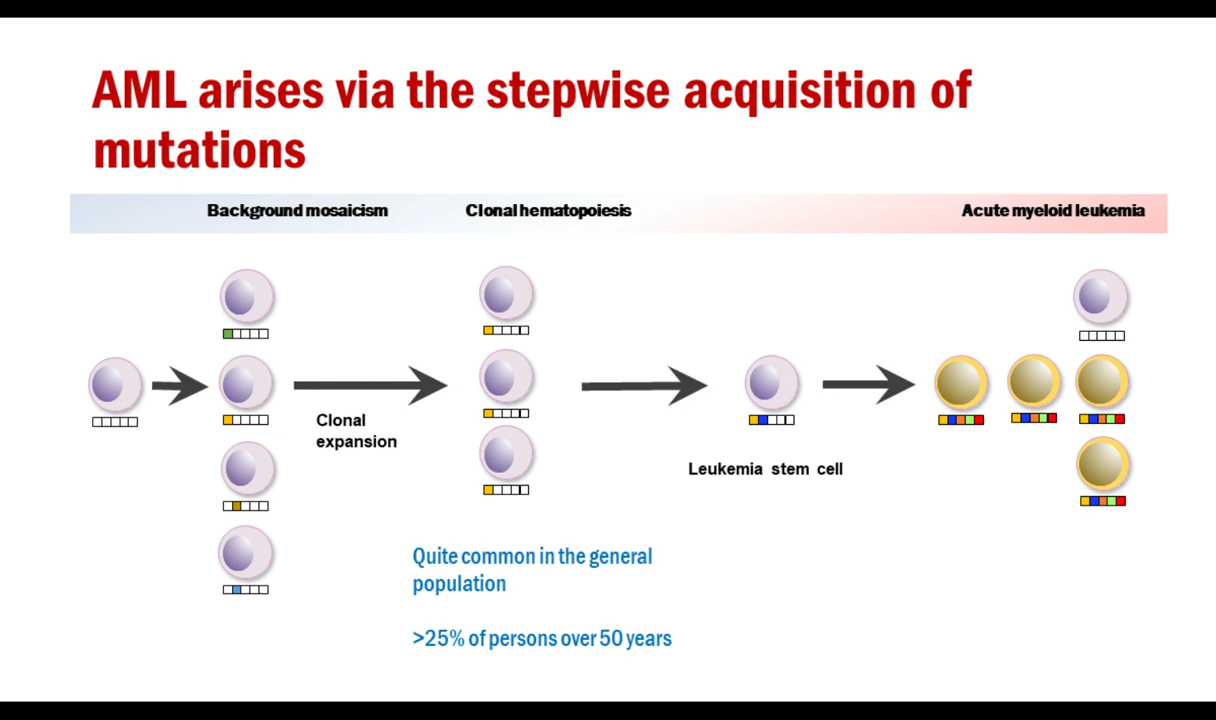 AML arises via the stepwise acquisition of
mutations
Background mosaicism
Clonal hematopoiesis
Acute myeloid leukemia
Clonal
expansion
Leukemia stem cell
Quite common in the general
population
>25% of persons over 50 years